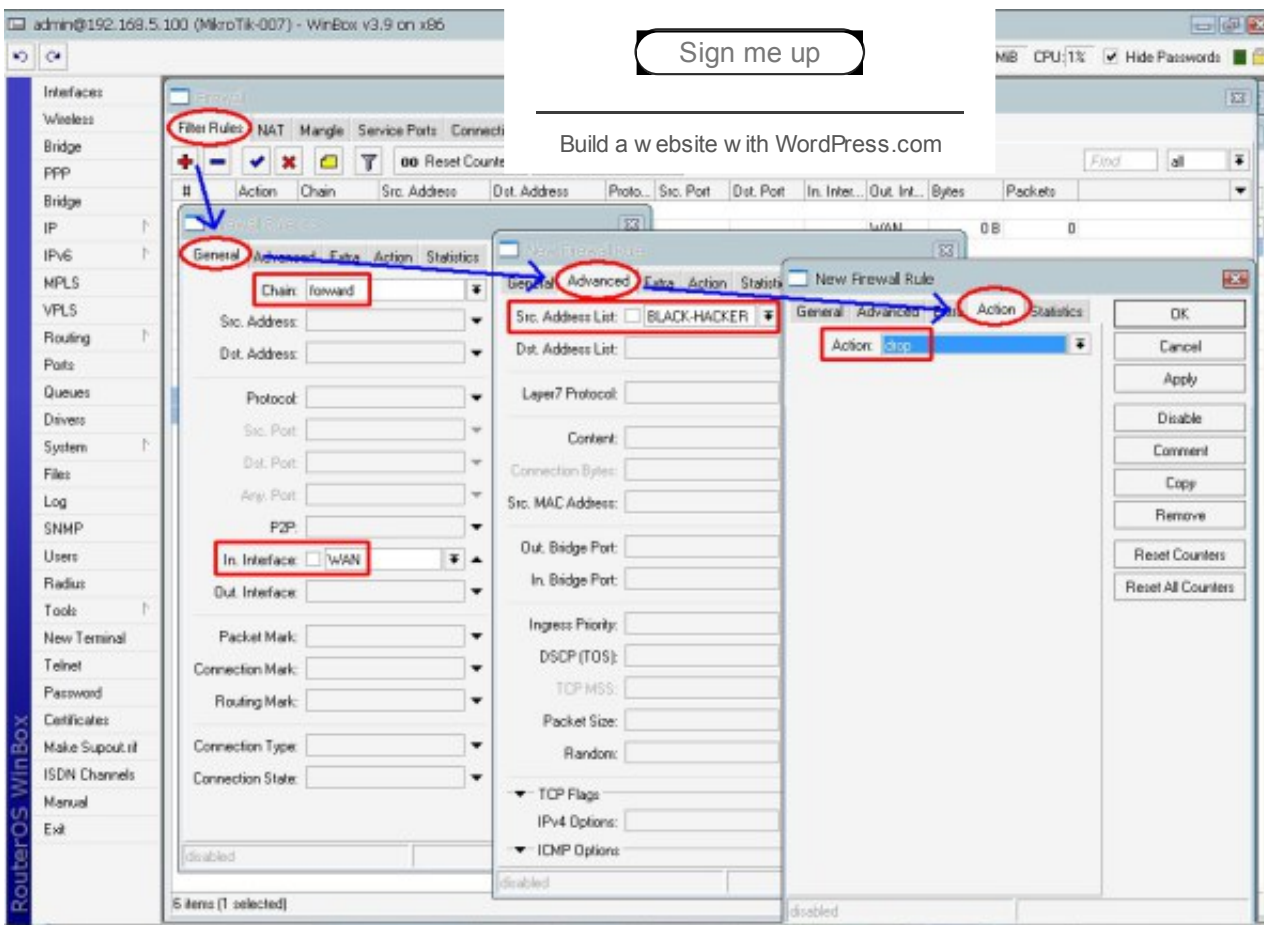 admin@192.168.5.100 (MikroTik-007) - WinBox v3.9 on x86
Sign me up
Build a website with WordPress.com
MiB CPU: 1% Hide Passwords
Interfaces
Wireless
Bridge
PPP
Bridge
IP
IPv6
MPLS
VPLS
Routing
Ports
Queues
Drivers
System
Files
Log
SNMP
Users
Radius
Tools
New Terminal
Telnet
Password
Certificates
Make Supout.rif
ISDN Channels
Manual
Exit
RouterOS WinBox
Firewall
Filter Rules NAT Mangle Service Ports Connecti
00 Reset Counte
Find all
# Action Chain Src. Address Dst. Address Proto... Src. Port Dst. Port In. Inter... Out. Int... Bytes Packets
WAN 0 B 0
General Advanced Extra Action Statistics
Chain: forward
Src. Address:
Dst. Address:
Protocol:
Src. Port:
Dst. Port:
Any. Port:
P2P:
In. Interface: WAN
Out. Interface:
Packet Mark:
Connection Mark:
Routing Mark:
Connection Type:
Connection State:
disabled
6 items (1 selected)
New Firewall Rule
General Advanced Extra Action Statisti
Src. Address List: BLACK-HACKER
Dst. Address List:
Layer7 Protocol:
Content:
Connection Bytes:
Src. MAC Address:
Out. Bridge Port:
In. Bridge Port:
Ingress Priority:
DSCP (TOS):
TCP MSS:
Packet Size:
Random:
TCP Flags
IPv4 Options:
ICMP Options
disabled
New Firewall Rule
General Advanced Extra Action Statistics
Action: drop
OK
Cancel
Apply
Disable
Comment
Copy
Remove
Reset Counters
Reset All Counters
disabled